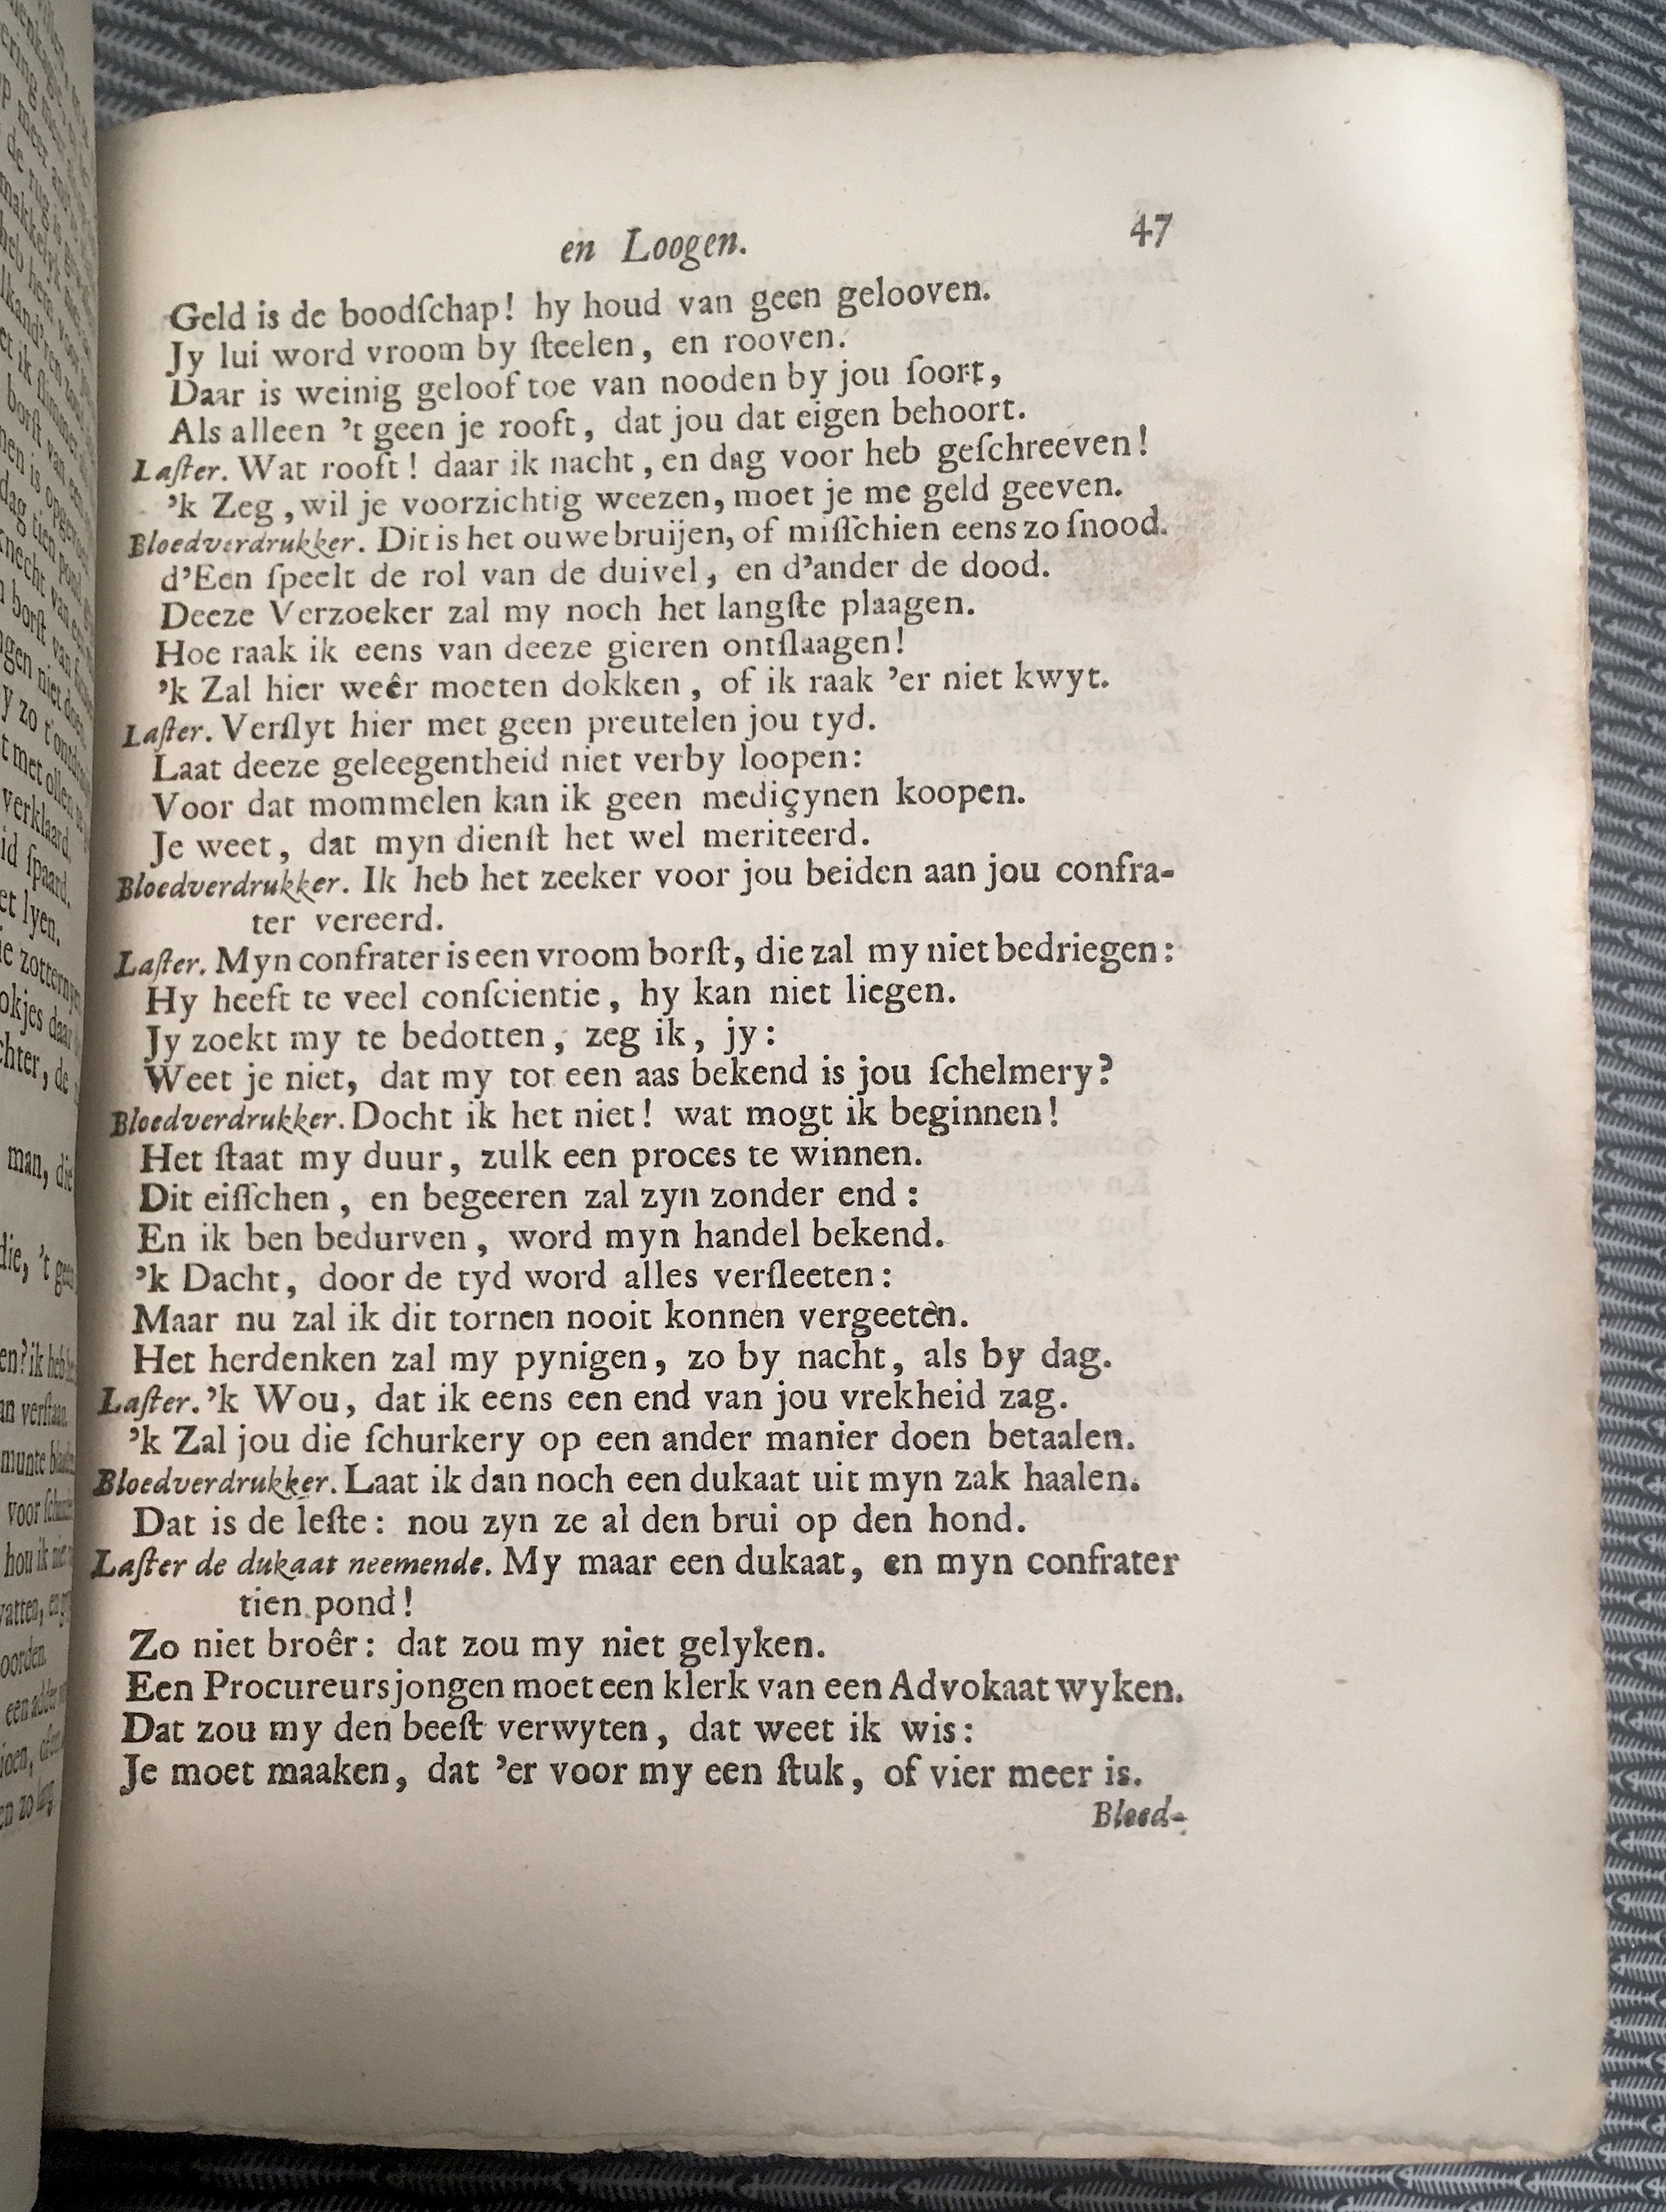 en Loogen. 47
Geld is de boodſchap! hy houd van geen gelooven.
Jy lui word vroom by ſteelen, en rooven.
Daar is weinig geloof toe van nooden by jou ſoort,
Als alleen 't geen je rooft, dat jou dat eigen behoort.
Laſter. Wat rooft! daar ik nacht, en dag voor heb geſchreeven!
'k Zeg, wil je voorzichtig weezen, moet je me geld geeven.
Bloedverdrukker. Dit is het ouwe bruijen, of miſſchien eens zo ſnood.
d'Een ſpeelt de rol van de duivel, en d'ander de dood.
Deeze Verzoeker zal my noch het langſte plaagen.
Hoe raak ik eens van deeze gieren ontſlaagen!
'k Zal hier weêr moeten dokken, of ik raak 'er niet kwyt.
Laſter. Verſlyt hier met geen preutelen jou tyd.
Laat deeze geleegentheid niet verby loopen:
Voor dat mommelen kan ik geen mediçynen koopen.
Je weet, dat myn dienſt het wel meriteerd.
Bloedverdrukker. Ik heb het zeeker voor jou beiden aan jou confra-
ter vereerd.
Laſter. Myn confrater is een vroom borſt, die zal my niet bedriegen:
Hy heeft te veel conſcientie, hy kan niet liegen.
Jy zoekt my te bedotten, zeg ik, jy:
Weet je niet, dat my tot een aas bekend is jou ſchelmery?
Bloedverdrukker. Docht ik het niet! wat mogt ik beginnen!
Het ſtaat my duur, zulk een proces te winnen.
Dit eiſſchen, en begeeren zal zyn zonder end:
En ik ben bedurven, word myn handel bekend.
'k Dacht, door de tyd word alles verſleeten:
Maar nu zal ik dit tornen nooit konnen vergeetèn.
Het herdenken zal my pynigen, zo by nacht, als by dag.
Laſter. 'k Wou, dat ik eens een end van jou vrekheid zag.
'k Zal jou die ſchurkery op een ander manier doen betaalen.
Bloedverdrukker. Laat ik dan noch een dukaat uit myn zak haalen.
Dat is de leſte: nou zyn ze al den brui op den hond.
Laſter de dukaat neemende. My maar een dukaat, en myn confrater
tien pond!
Zo niet broêr: dat zou my niet gelyken.
Een Procureursjongen moet een klerk van een Advokaat wyken.
Dat zou my den beeſt verwyten, dat weet ik wis:
Je moet maaken, dat 'er voor my een ſtuk, of vier meer is.
Bloed-